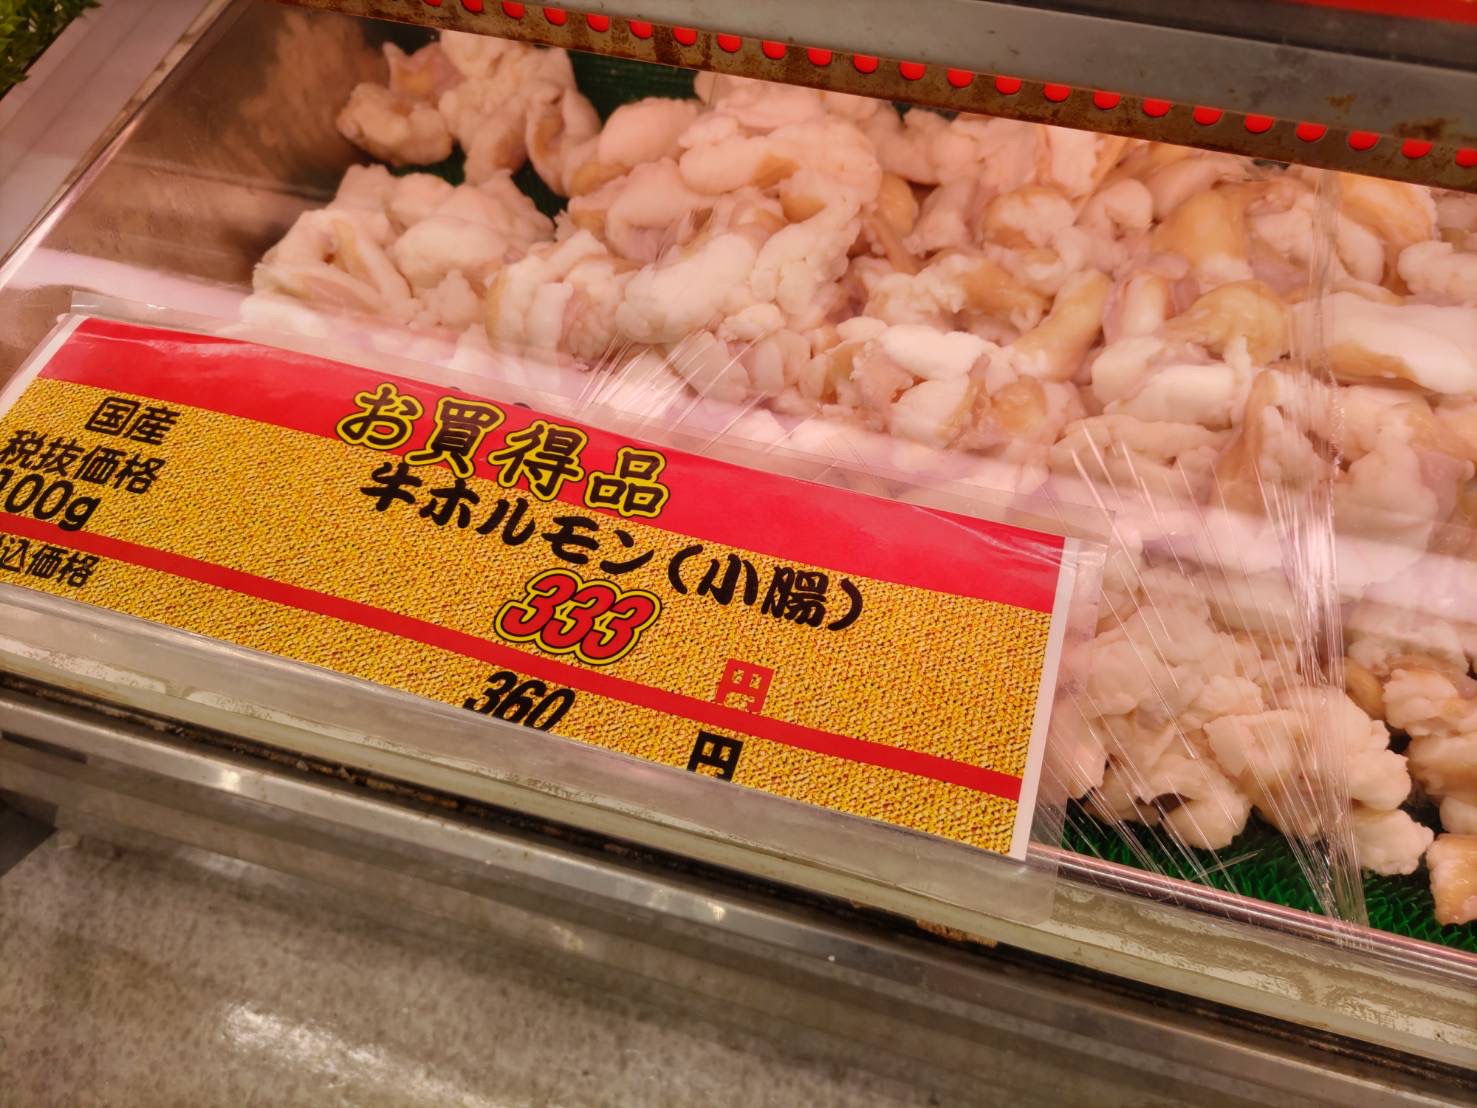 お買得品
国産
牛ホルモン(小腸)
税抜価格
100g
333
円
込価格
360
円